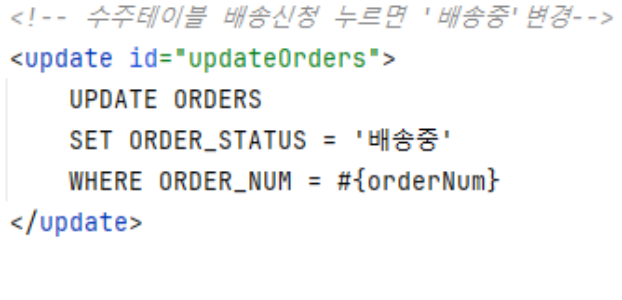 <!-- 수주테이블 배송신청 누르면 '배송중'변경-->
<update id="updateOrders">
UPDATE ORDERS
SET ORDER_STATUS = '배송중'
WHERE ORDER_NUM = #{orderNum}
</update>